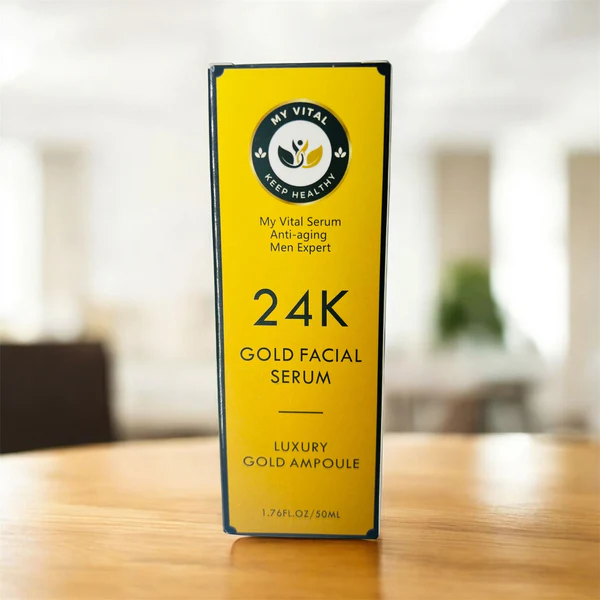 MY VITAL
KEEP HEALTHY
My Vital Serum
Anti-aging
Men Expert
24K
GOLD FACIAL
SERUM
LUXURY
GOLD AMPOULE
1.76FL.OZ/50ML